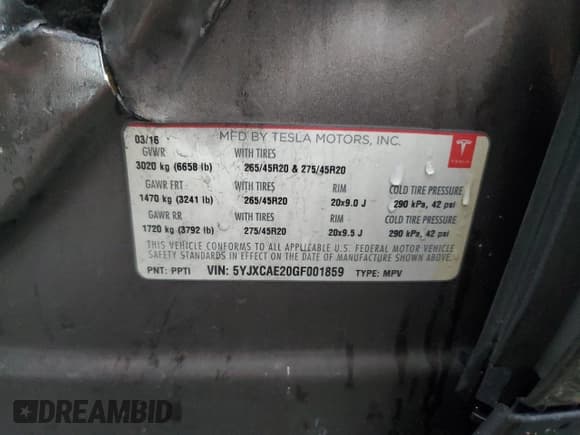 03/16 MFD BY TESLA MOTORS, INC.
GVWR WITH TIRES
3020 kg (6658 lb) 265/45R20 & 275/45R20
GAWR FRT WITH TIRES RIM COLD TIRE PRESSURE
1470 kg (3241 lb) 265/45R20 20x9.0 J 290 kPa, 42 psi
GAWR RR WITH TIRES RIM COLD TIRE PRESSURE
1720 kg (3792 lb) 275/45R20 20x9.5 J 290 kPa, 42 psi
THIS VEHICLE CONFORMS TO ALL APPLICABLE U.S. FEDERAL MOTOR VEHICLE
SAFETY STANDARDS IN EFFECT ON THE DATE OF MANUFACTURE SHOWN ABOVE.
PNT: PPTI VIN: 5YJXCAE20GF001859 TYPE: MPV
TESLA
DREAMBID